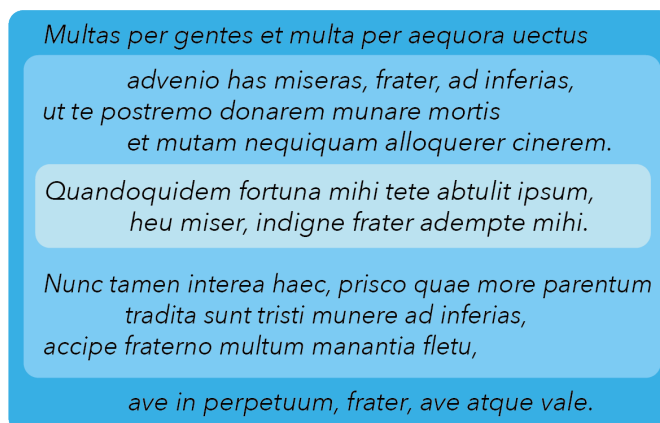 Multas per gentes et multa per aequora uectus
advenio has miseras, frater, ad inferias,
ut te postremo donarem munare mortis
et mutam nequiquam alloquerer cinerem.
Quandoquidem fortuna mihi tete abtulit ipsum,
heu miser, indigne frater adempte mihi.
Nunc tamen interea haec, prisco quae more parentum
tradita sunt tristi munere ad inferias,
accipe fraterno multum manantia fletu,
ave in perpetuum, frater, ave atque vale.